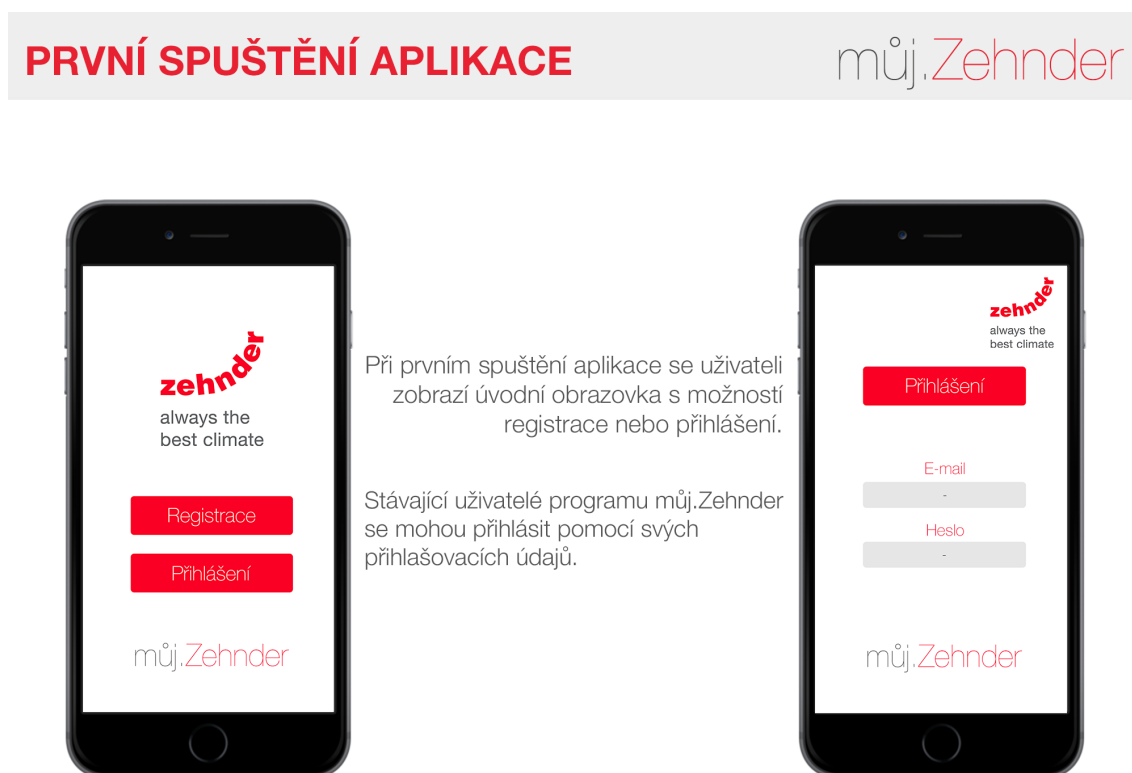 PRVNÍ SPUŠTĚNÍ APLIKACE
můj.Zehnder
zehnder
always the
best climate
Registrace
Přihlášení
můj.Zehnder
Při prvním spuštění aplikace se uživateli
zobrazí úvodní obrazovka s možností
registrace nebo přihlášení.
Stávající uživatelé programu můj.Zehnder
se mohou přihlásit pomocí svých
přihlašovacích údajů.
zehnder
always the
best climate
Přihlášení
E-mail
-
Heslo
-
můj.Zehnder